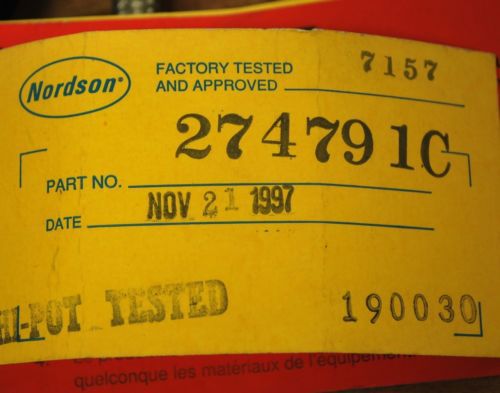 Nordson®
FACTORY TESTED 7157
AND APPROVED
274791C
PART NO.
DATE NOV 21 1997
HI-POT TESTED 190030
quelconque les matériaux de l'équipement